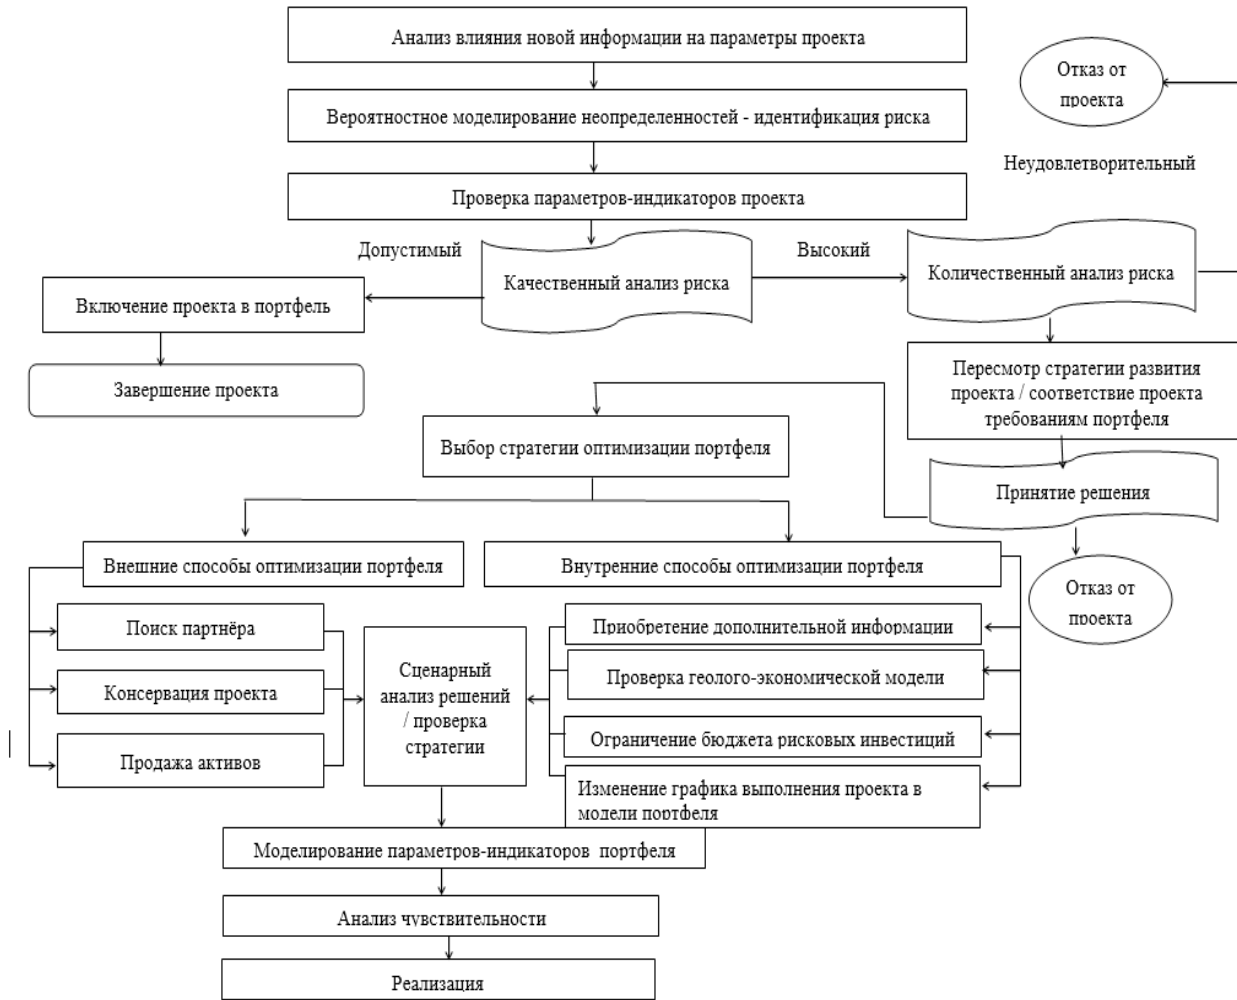 Анализ влияния новой информации на параметры проекта
Отказ от
проекта
Вероятностное моделирование неопределенностей - идентификация риска
Неудовлетворительный
Проверка параметров-индикаторов проекта
Допустимый
Высокий
Качественный анализ риска
Количественный анализ риска
Включение проекта в портфель
Завершение проекта
Пересмотр стратегии развития
проекта / соответствие проекта
требованиям портфеля
Выбор стратегии оптимизации портфеля
Принятие решения
Внешние способы оптимизации портфеля
Внутренние способы оптимизации портфеля
Отказ от
проекта
Поиск партнёра
Консервация проекта
Продажа активов
Сценарный
анализ решений
/ проверка
стратегии
Приобретение дополнительной информации
Проверка геолого-экономической модели
Ограничение бюджета рисковых инвестиций
Изменение графика выполнения проекта в
модели портфеля
Моделирование параметров-индикаторов портфеля
Анализ чувствительности
Реализация